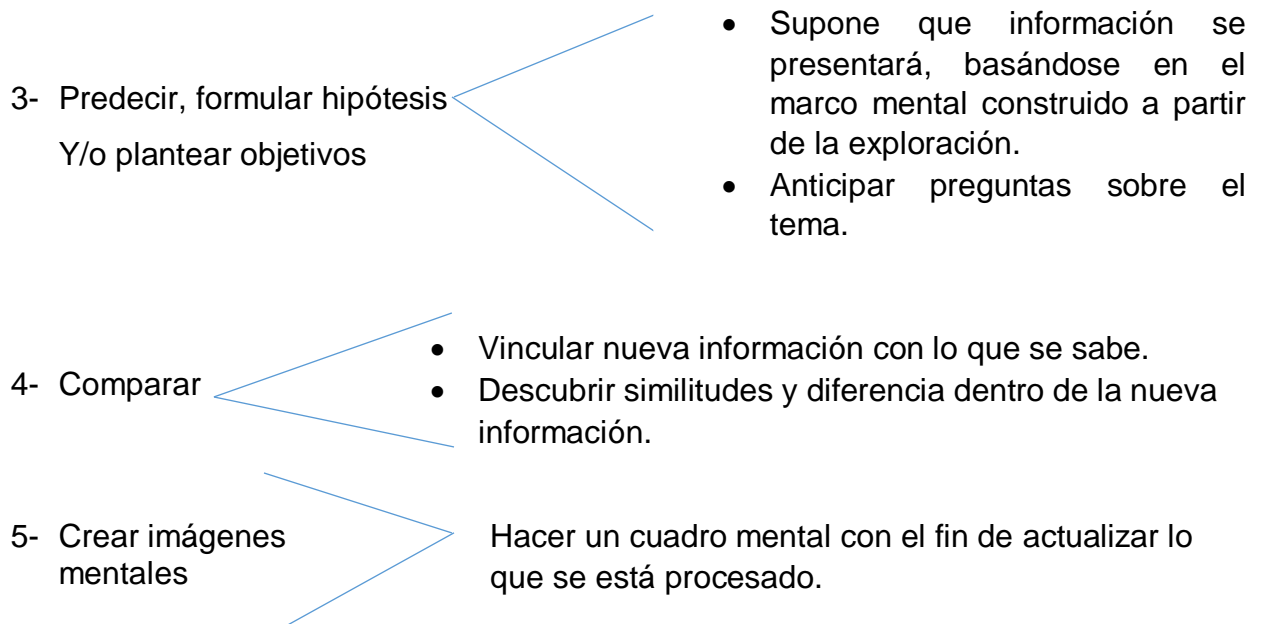 3- Predecir, formular hipótesis
Y/o plantear objetivos
• Supone que información se
presentará, basándose en el
marco mental construido a partir
de la exploración.
• Anticipar preguntas sobre el
tema.
4- Comparar
• Vincular nueva información con lo que se sabe.
• Descubrir similitudes y diferencia dentro de la nueva
información.
5- Crear imágenes
mentales
Hacer un cuadro mental con el fin de actualizar lo
que se está procesado.